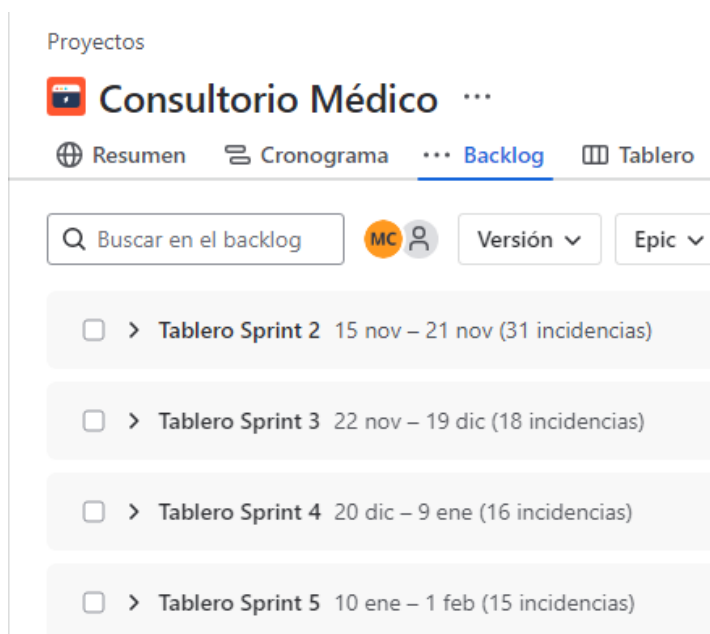 Proyectos
Consultorio Médico ···
Resumen Cronograma ··· Backlog Tablero
Buscar en el backlog MC Versión Epic
Tablero Sprint 2 15 nov – 21 nov (31 incidencias)
Tablero Sprint 3 22 nov – 19 dic (18 incidencias)
Tablero Sprint 4 20 dic – 9 ene (16 incidencias)
Tablero Sprint 5 10 ene – 1 feb (15 incidencias)